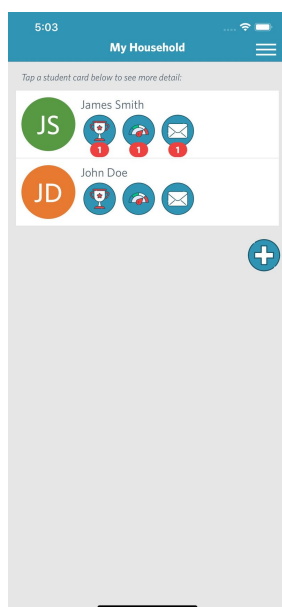 5:03
My Household
Tap a student card below to see more detail:
JS
James Smith
1 1 1
JD
John Doe